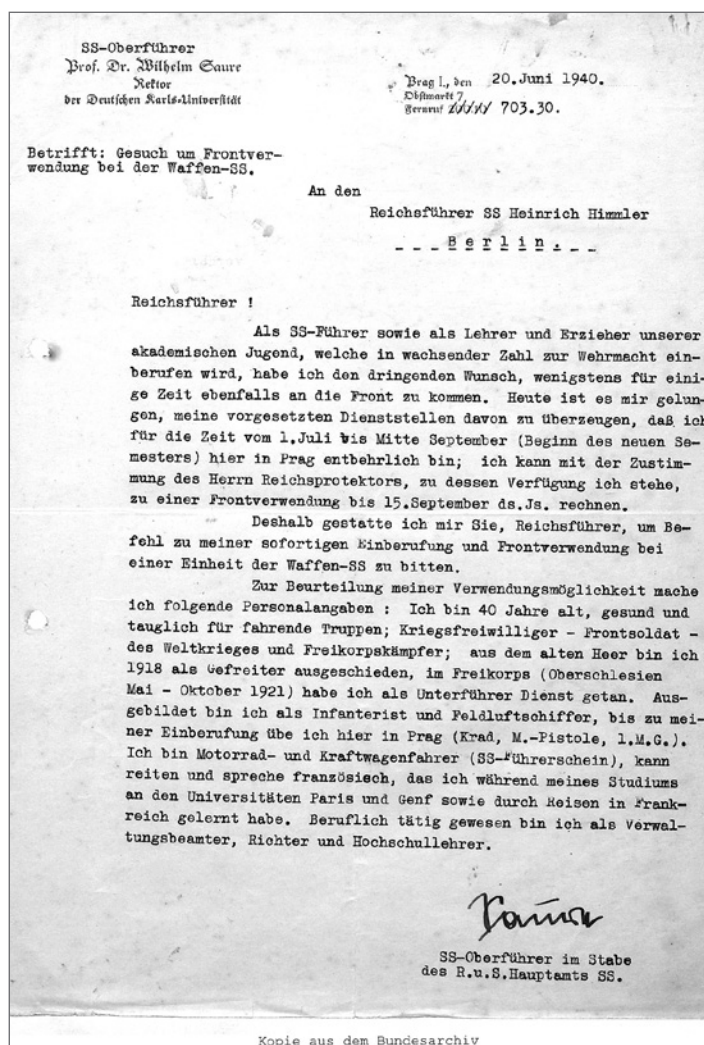 SS-Oberführer
Prof. Dr. Wilhelm Saure
Rektor
der Deutschen Karls-Universität
Prag I., den 20.Juni 1940.
Obstmarkt 7
Fernruf 703.30.
Betrifft: Gesuch um Frontver-
wendung bei der Waffen-SS.
An den
Reichsführer SS Heinrich Himmler
B e r l i n .
Reichsführer !
Als SS-Führer sowie als Lehrer und Erzieher unserer
akademischen Jugend, welche in wachsender Zahl zur Wehrmacht ein-
berufen wird, habe ich den dringenden Wunsch, wenigstens für eini-
ge Zeit ebenfalls an die Front zu kommen. Heute ist es mir gelun-
gen, meine vorgesetzten Dienststellen davon zu überzeugen, daß ich
für die Zeit vom 1.Juli bis Mitte September (Beginn des neuen Se-
mesters) hier in Prag entbehrlich bin; ich kann mit der Zustim-
mung des Herrn Reichsprotektors, zu dessen Verfügung ich stehe,
zu einer Frontverwendung bis 15.September ds.Js. rechnen.
Deshalb gestatte ich mir Sie, Reichsführer, um Be-
fehl zu meiner sofortigen Einberufung und Frontverwendung bei
einer Einheit der Waffen-SS zu bitten.
Zur Beurteilung meiner Verwendungsmöglichkeit mache
ich folgende Personalangaben : Ich bin 40 Jahre alt, gesund und
tauglich für fahrende Truppen; Kriegsfreiwilliger - Frontsoldat -
des Weltkrieges und Freikorpskämpfer; aus dem alten Heer bin ich
1918 als Gefreiter ausgeschieden, im Freikorps (Oberschlesien
Mai - Oktober 1921) habe ich als Unterführer Dienst getan. Aus-
gebildet bin ich als Infanterist und Feldluftschiffer, bis zu mei-
ner Einberufung übe ich hier in Prag (Krad, M.-Pistole, l.M.G.).
Ich bin Motorrad- und Kraftwagenfahrer (SS-Führerschein), kann
reiten und spreche französisch, das ich während meines Studiums
an den Universitäten Paris und Genf sowie durch Reisen in Frank-
reich gelernt habe. Beruflich tätig gewesen bin ich als Verwal-
tungsbeamter, Richter und Hochschullehrer.
Saure
SS-Oberführer im Stabe
des R.u.S.Hauptamts SS.
Kopie aus dem Bundesarchiv